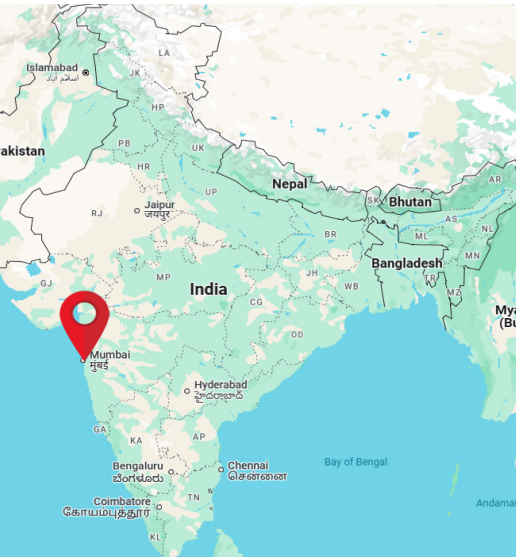 Islamabad
اسلام آباد
LA
JK
HP
akistan
PB
UK
HR
Nepal
AR
UP
SK
Bhutan
Jaipur
जयपुर
RJ
AS
NL
BR
ML
Bangladesh
MN
GJ
MP
India
JH
WB
TR
MZ
CG
Mya
(Bu
OD
Mumbai
मुंबई
Hyderabad
హైదరాబాద్
GA
KA
AP
Bengaluru
ಬೆಂಗಳೂರು
Chennai
சென்னை
Bay of Bengal
Coimbatore
கோயம்புத்தூர்
TN
Andama
KL